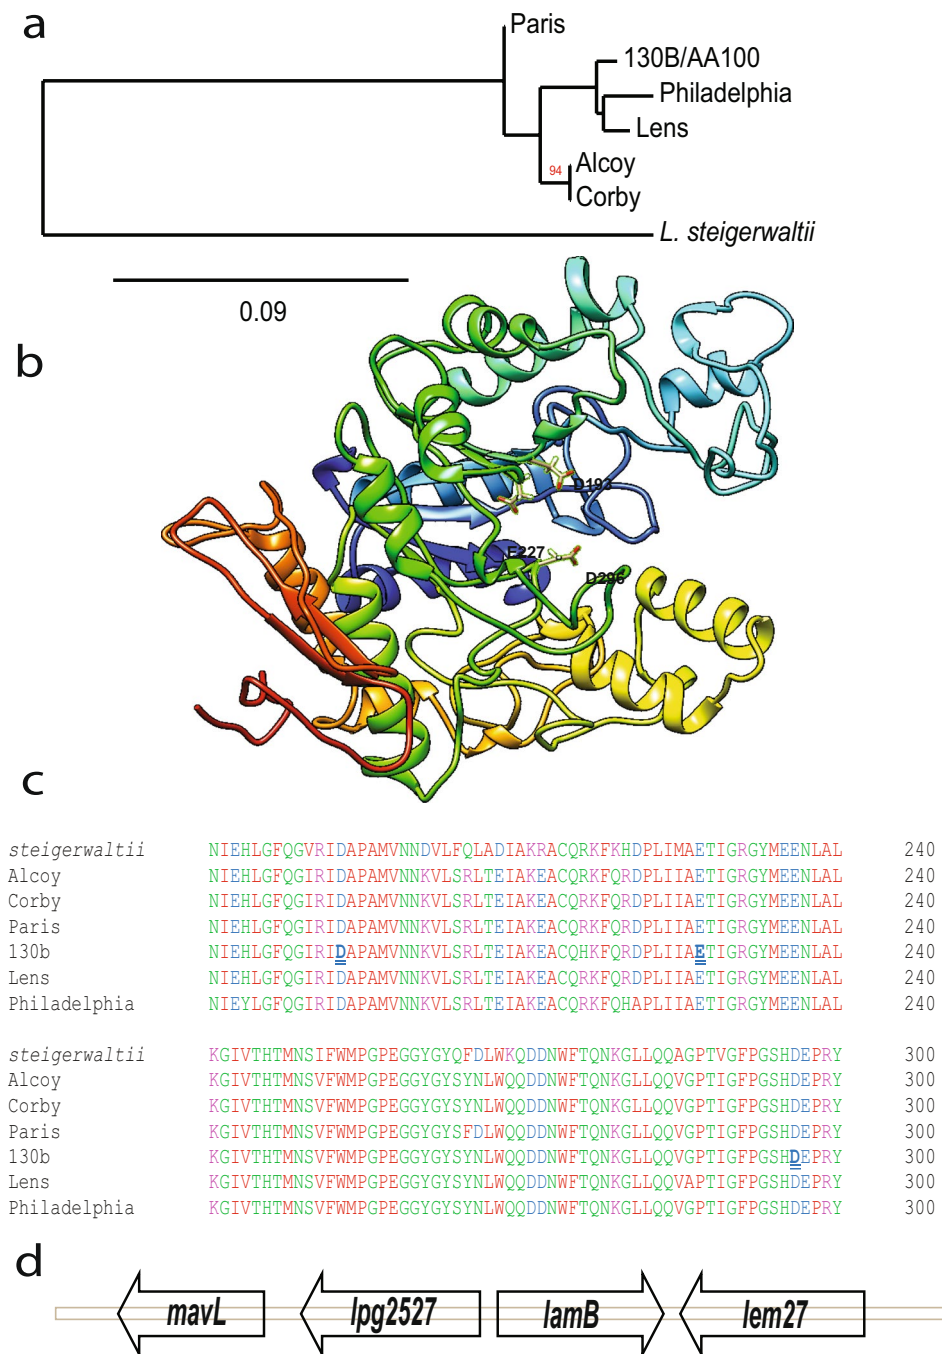 a
Paris
130B/AA100
Philadelphia
Lens
94
Alcoy
Corby
L. steigerwaltii
0.09
b
D193
E227
D296
c
steigerwaltii NIEHLGFQGVRIDAPAMVNNDVLFQLADIAKRACQRKFKHDPLIMAETIGRGYMEENLAL 240
Alcoy NIEHLGFQGIRIDAPAMVNNKVLSRLTEIAKEACQRKFQRDPLIIAETIGRGYMEENLAL 240
Corby NIEHLGFQGIRIDAPAMVNNKVLSRLTEIAKEACQRKFQRDPLIIAETIGRGYMEENLAL 240
Paris NIEHLGFQGIRIDAPAMVNNKVLSRLTEIAKEACQRKFQRDPLIIAETIGRGYMEENLAL 240
130b NIEHLGFQGIRIDAPAMVNNKVLSRLTEIAKEACQHKFQRDPLIIAETIGRGYMEENLAL 240
Lens NIEHLGFQGIRIDAPAMVNNKVLSRLTEIAKEACQRKFQRDPLIIAETIGRGYMEENLAL 240
Philadelphia NIEYLGFQGIRIDAPAMVNNKVLSRLTEIAKEACQRKFQHAPLIIAETIGRGYMEENLAL 240
steigerwaltii KGIVTHTMNSIFWMPGPEGGYGYQFDLWKQDDNWFTQNKGLLQQAGPTVGFPGSHDEPRY 300
Alcoy KGIVTHTMNSVFWMPGPEGGYGYSYNLWQQDDNWFTQNKGLLQQVGPTIGFPGSHDEPRY 300
Corby KGIVTHTMNSVFWMPGPEGGYGYSYNLWQQDDNWFTQNKGLLQQVGPTIGFPGSHDEPRY 300
Paris KGIVTHTMNSVFWMPGPEGGYGYSFDLWQQDDNWFTQNKGLLQQVGPTIGFPGSHDEPRY 300
130b KGIVTHTMNSVFWMPGPEGGYGYSYNLWQQDDNWFTQNKGLLQQVGPTIGFPGSHDEPRY 300
Lens KGIVTHTMNSVFWMPGPEGGYGYSYNLWQQDDNWFTQNKGLLQQVAPTIGFPGSHDEPRY 300
Philadelphia KGIVTHTMNSVFWMPGPEGGYGYSYNLWQQDDNWFTQNKGLLQQVGPTIGFPGSHDEPRY 300
d
mavL lpg2527 lamB lem27